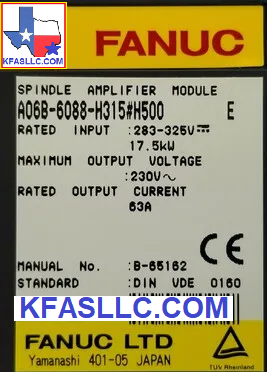 KFASLLC.COM
FANUC
SPINDLE AMPLIFIER MODULE
A06B-6088-H315#H500 E
RATED INPUT :283-325V⎓
17.5kW
MAXIMUM OUTPUT VOLTAGE
:230V~
RATED OUTPUT CURRENT
63A
CE
MANUAL No. :B-65162
STANDARD :DIN VDE 0160
KFASLLC.COM
FANUC LTD
Yamanashi 401-05 JAPAN
TÜV Rheinland